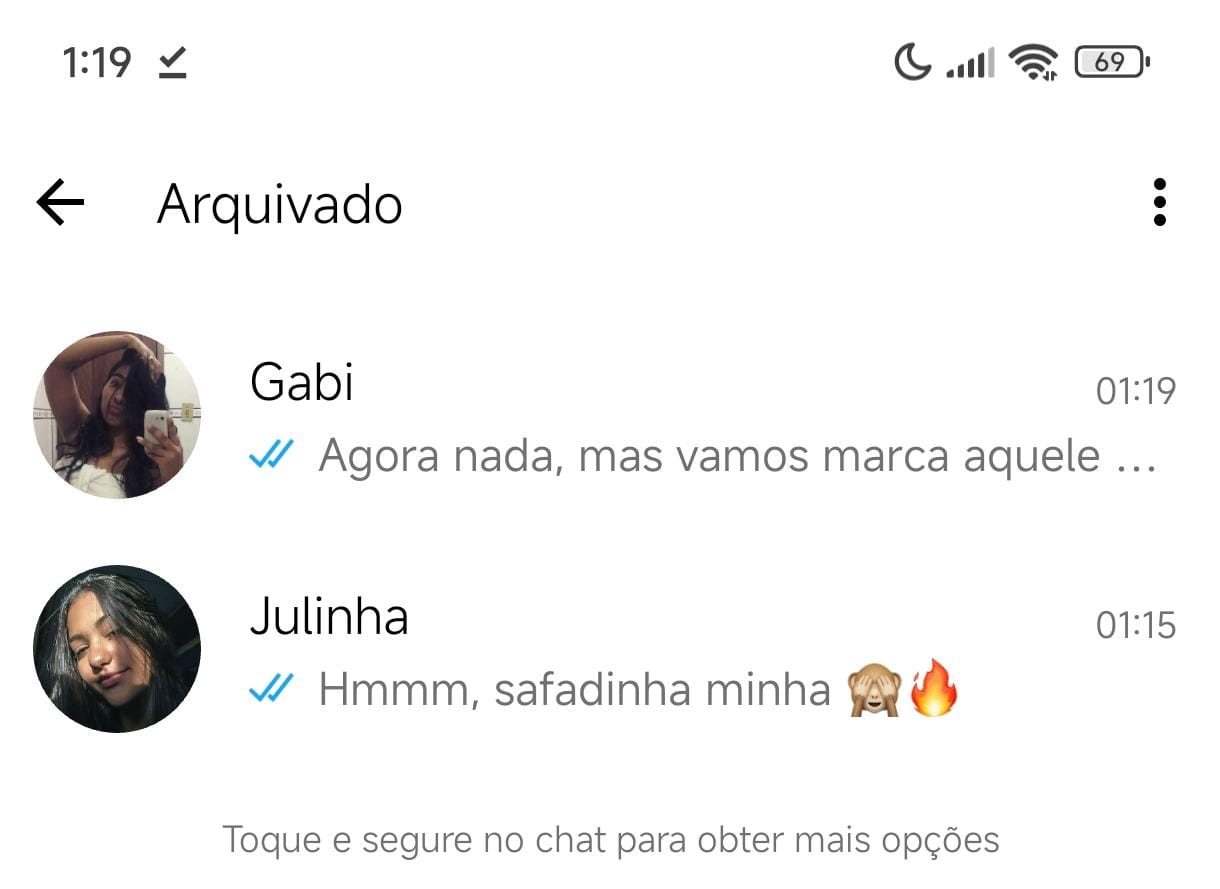 1:19
69
Arquivado
Gabi
01:19
Agora nada, mas vamos marca aquele ...
Julinha
01:15
Hmmm, safadinha minha 🙈🔥
Toque e segure no chat para obter mais opções